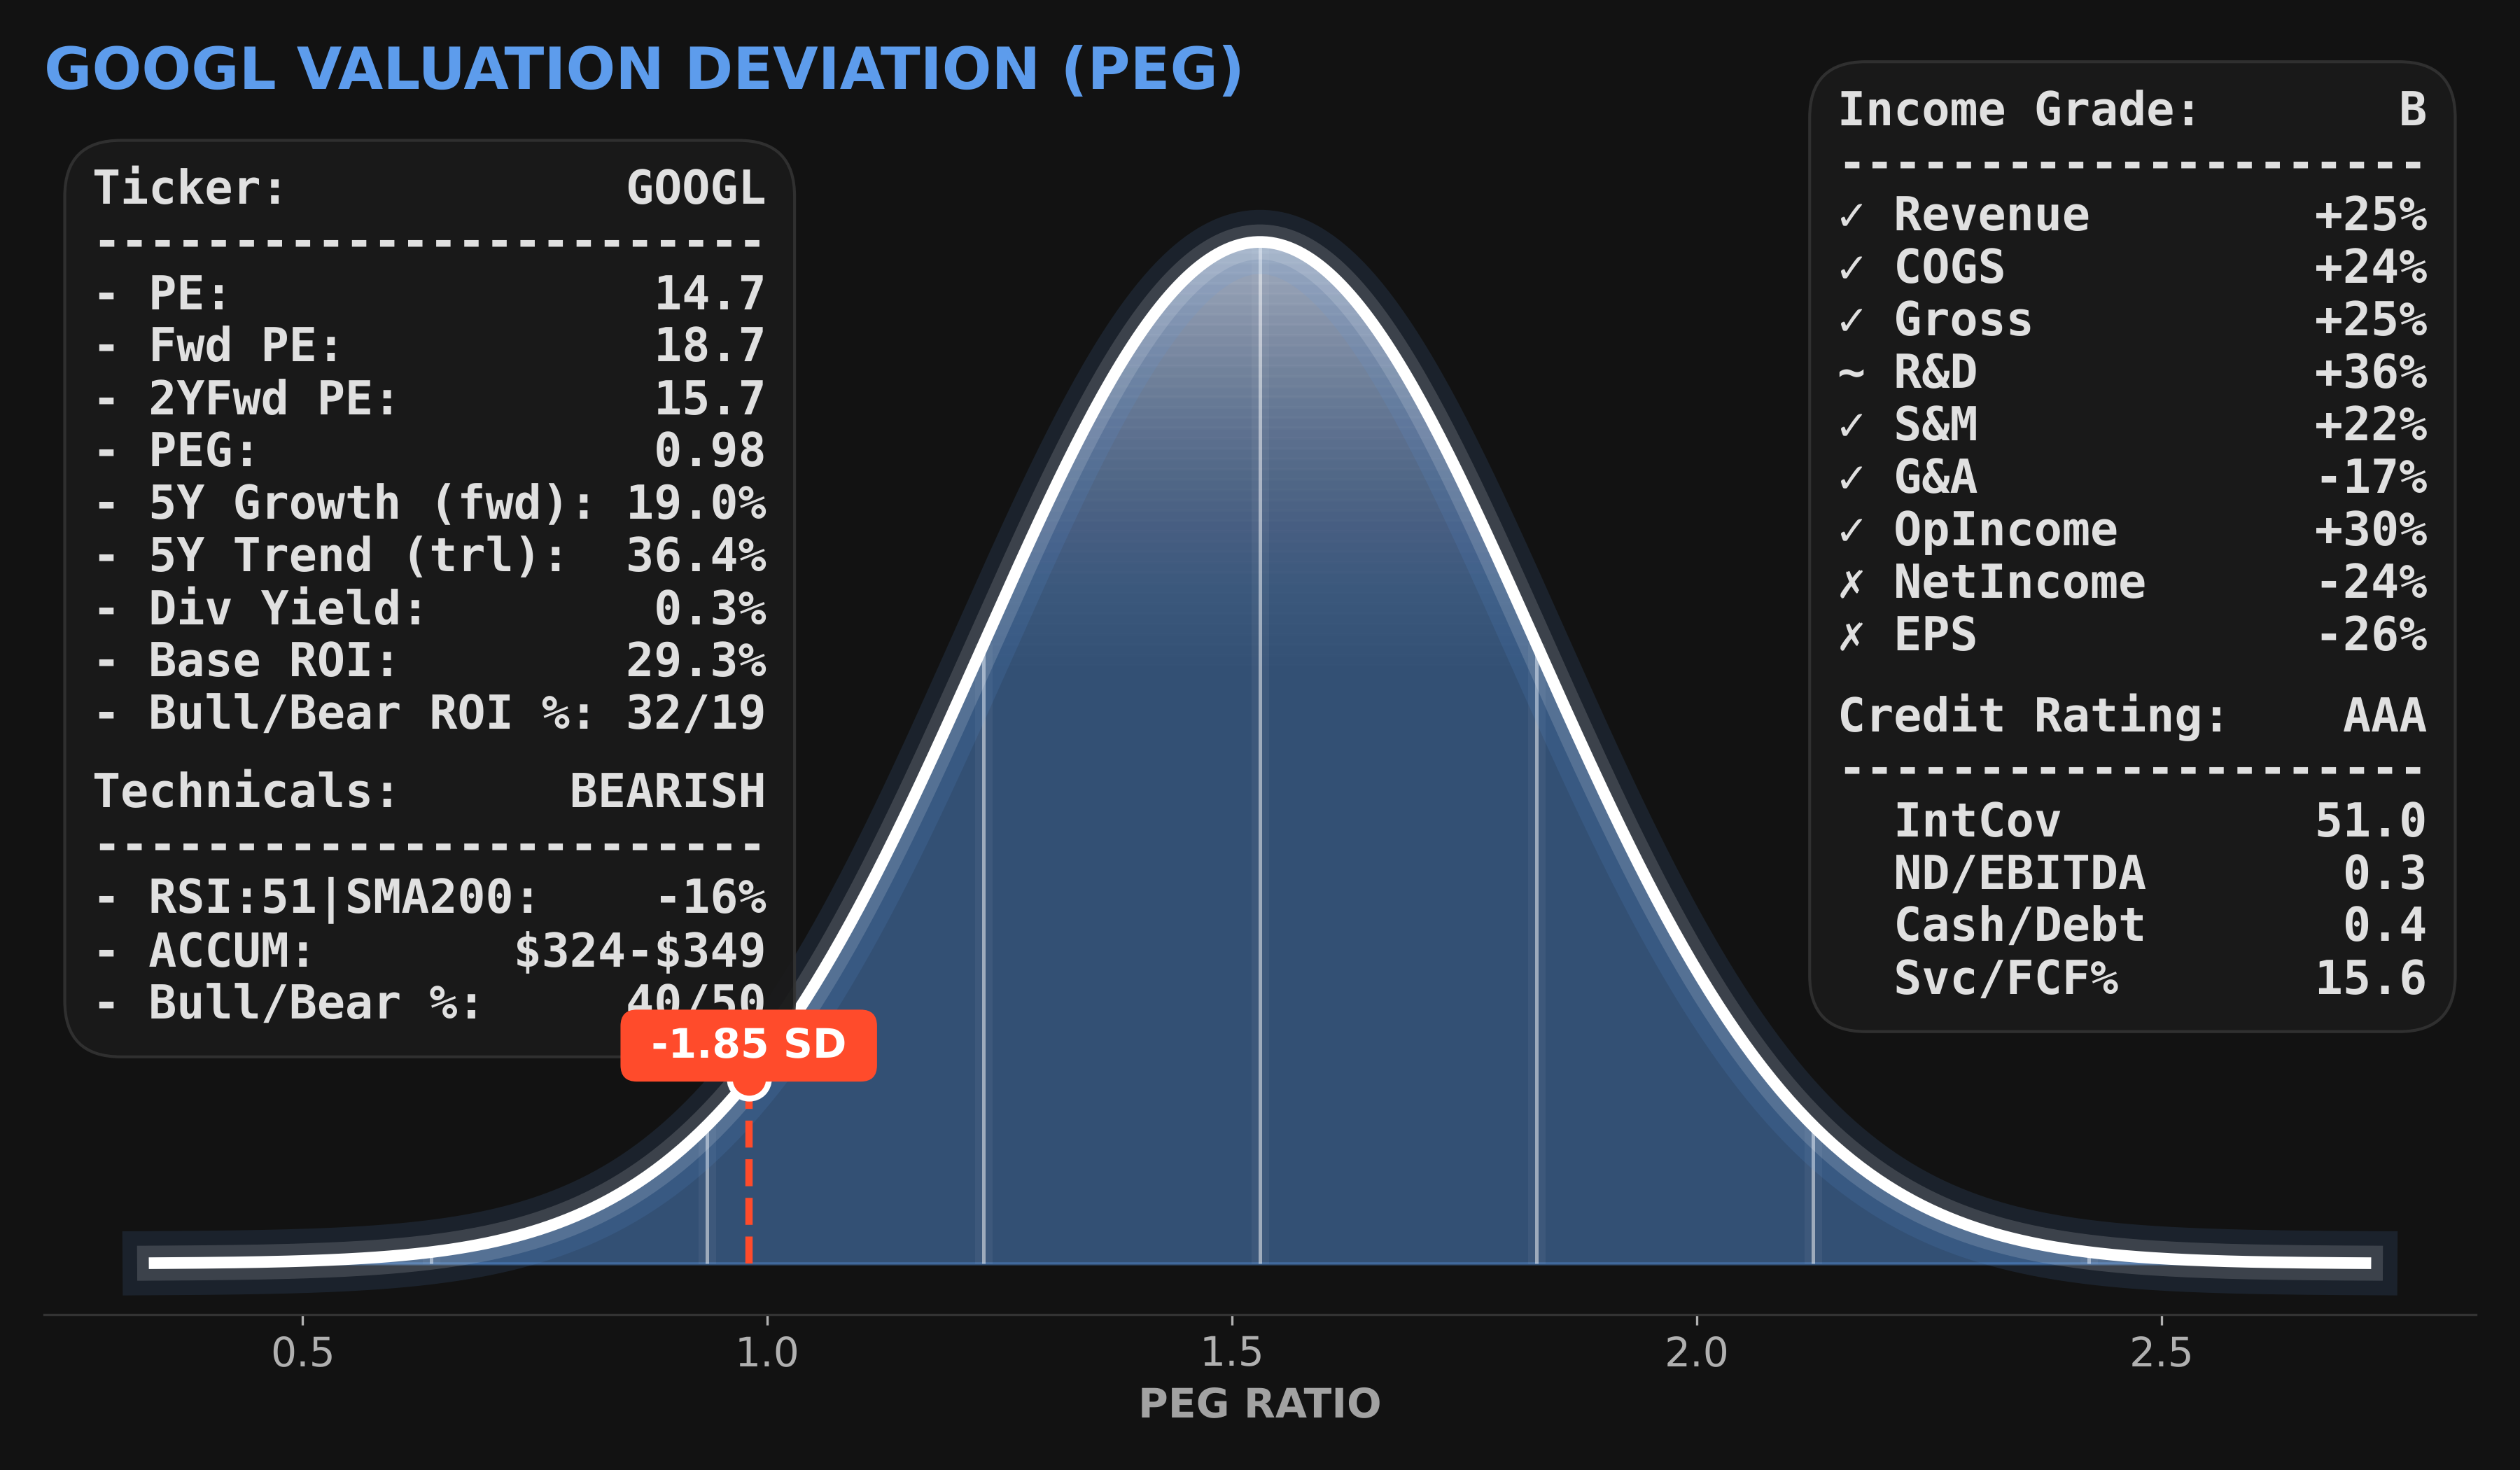 GOOGL VALUATION DEVIATION (PEG)
Ticker: GOOGL
--------------------------
- PE: 14.7
- Fwd PE: 18.7
- 2YFwd PE: 15.7
- PEG: 0.98
- 5Y Growth (fwd): 19.0%
- 5Y Trend (trl): 36.4%
- Div Yield: 0.3%
- Base ROI: 29.3%
- Bull/Bear ROI %: 32/19
Technicals: BEARISH
--------------------------
- RSI:51|SMA200: -16%
- ACCUM: $324-$349
- Bull/Bear %: 40/50
-1.85 SD
Income Grade: B
---------------------
✓ Revenue +25%
✓ COGS +24%
✓ Gross +25%
~ R&D +36%
✓ S&M +22%
✓ G&A -17%
✓ OpIncome +30%
✗ NetIncome -24%
✗ EPS -26%
Credit Rating: AAA
---------------------
IntCov 51.0
ND/EBITDA 0.3
Cash/Debt 0.4
Svc/FCF% 15.6
0.5 1.0 1.5 2.0 2.5
PEG RATIO